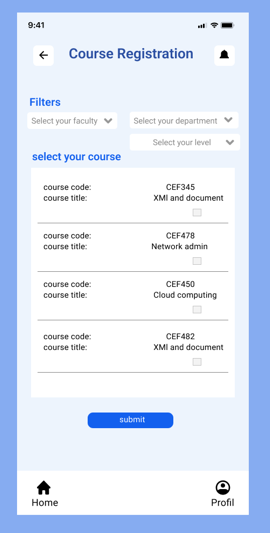 9:41
Course Registration
Filters
Select your faculty
Select your department
Select your level
select your course
course code: CEF345
course title: XMl and document
course code: CEF478
course title: Network admin
course code: CEF450
course title: Cloud computing
course code: CEF482
course title: XMl and document
submit
Home
Profil